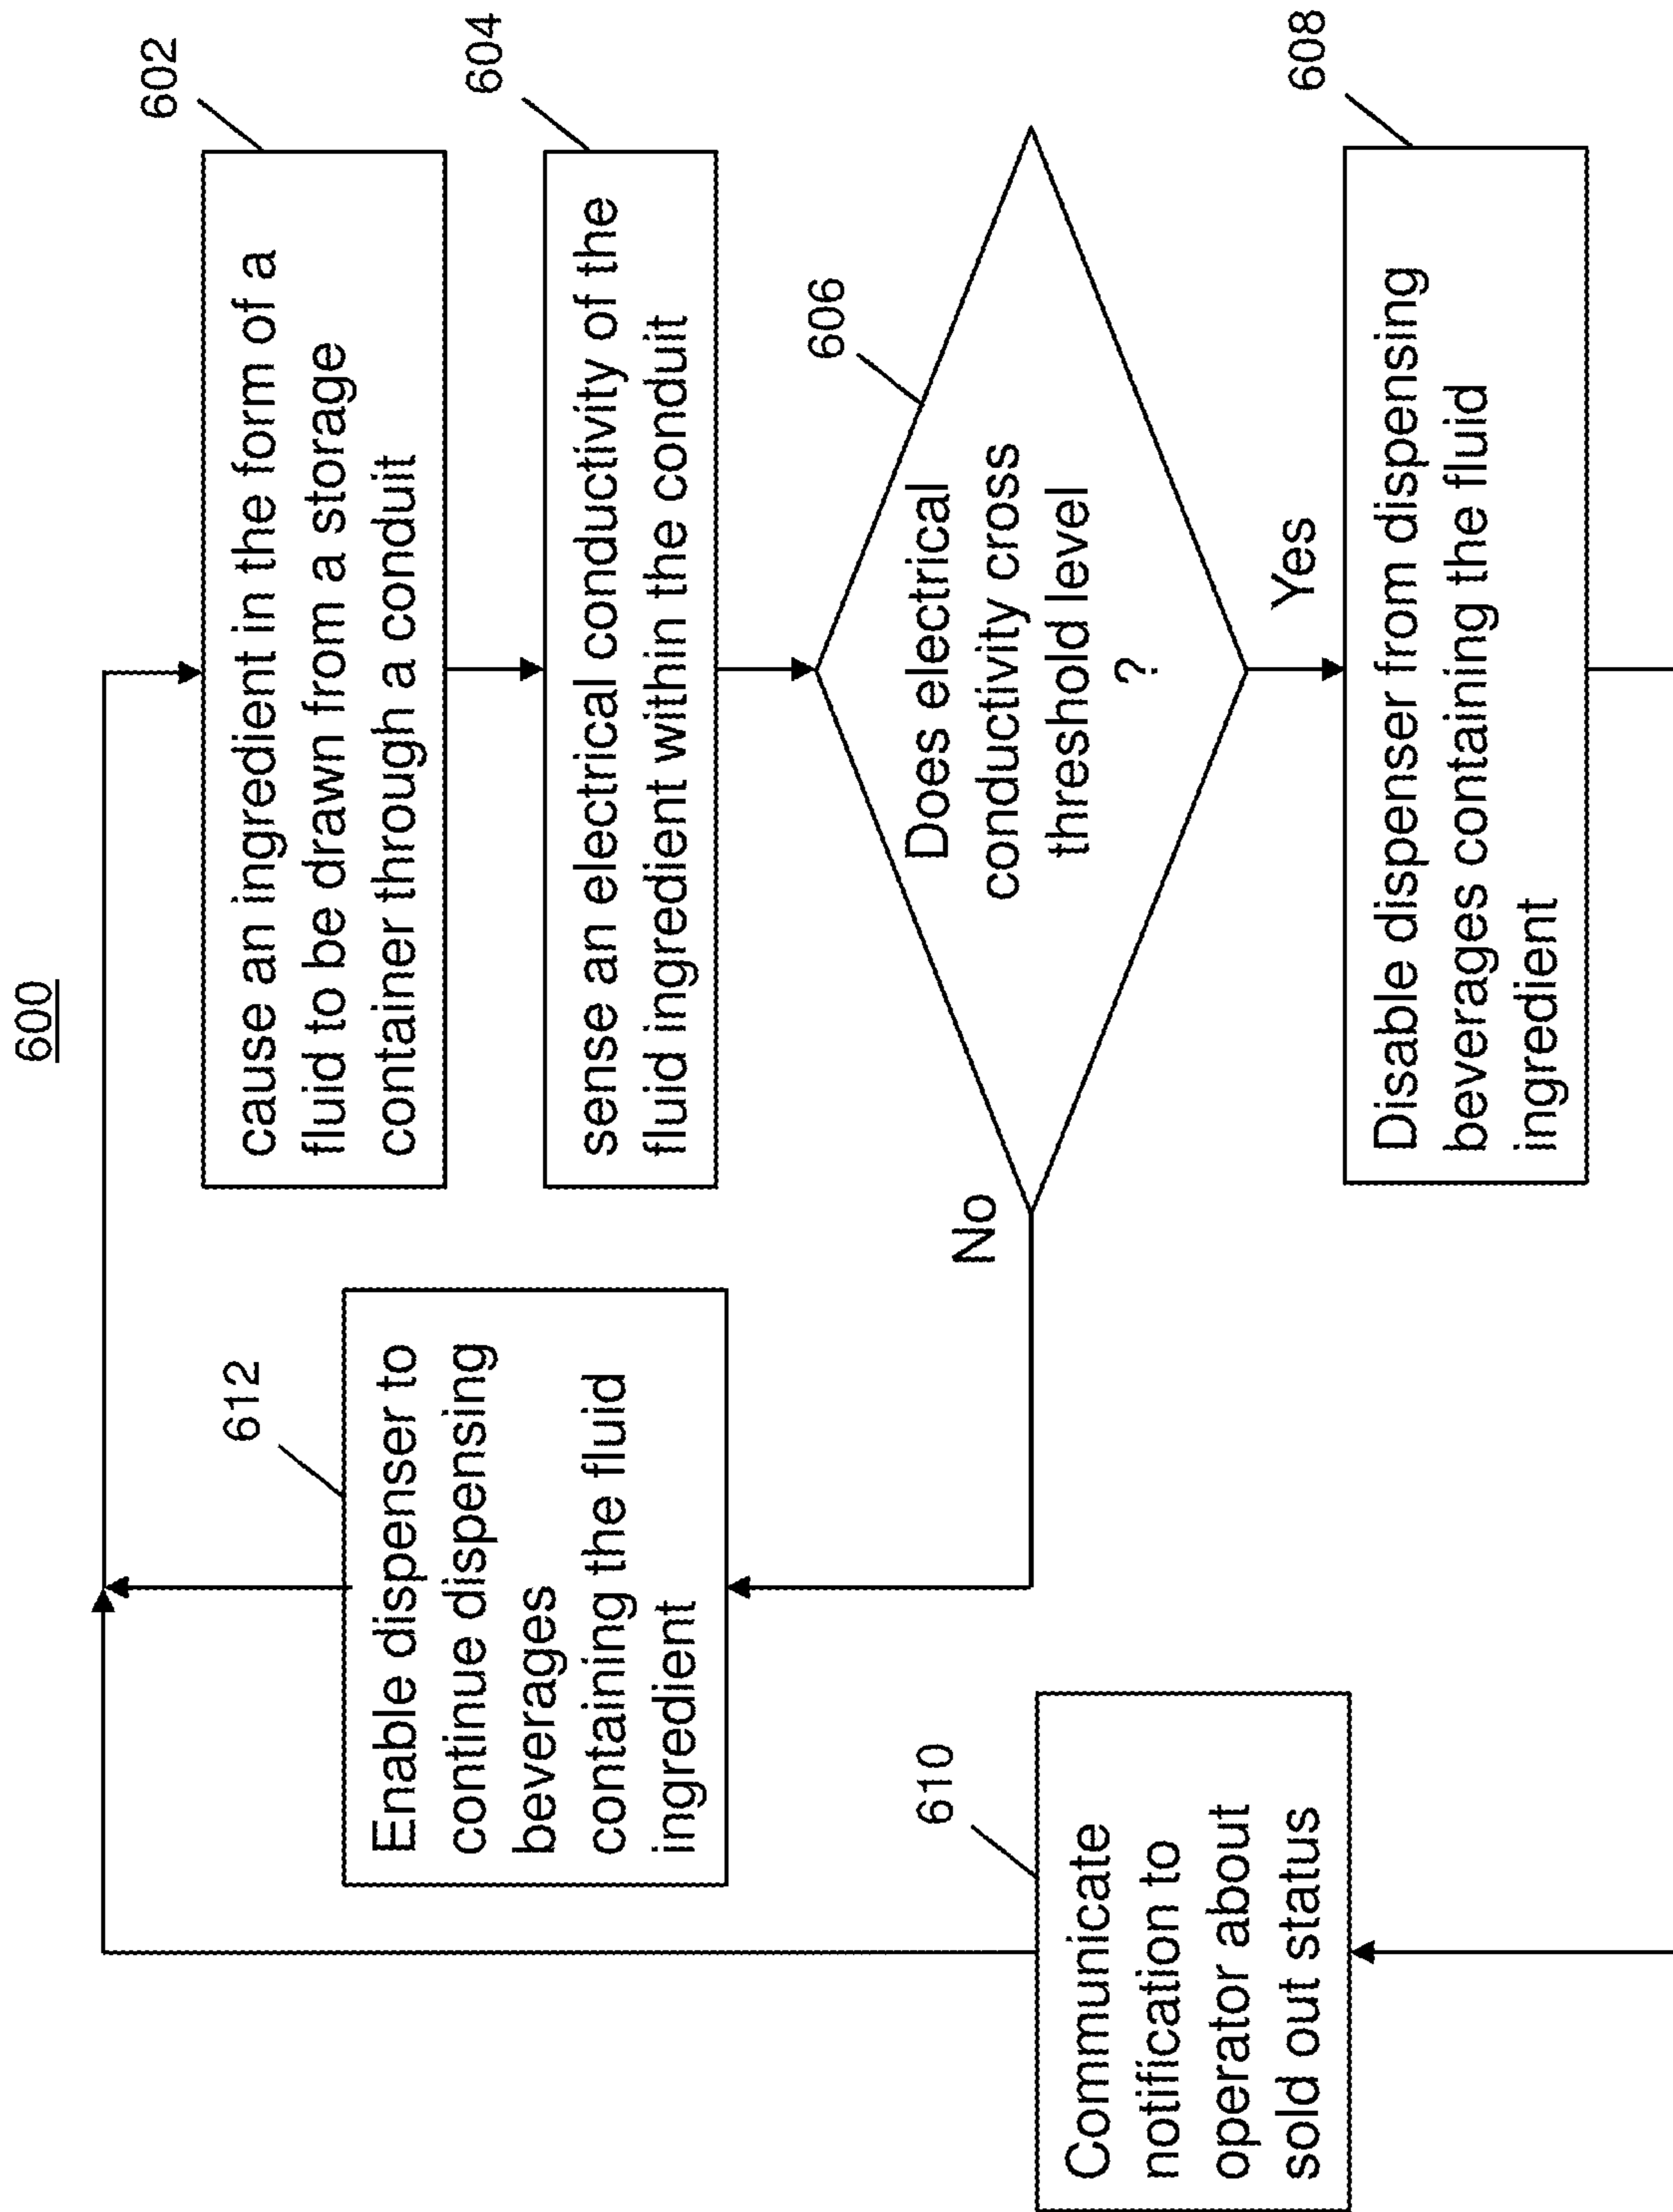 600
602
cause an ingredient in the form of a
fluid to be drawn from a storage
container through a conduit
604
sense an electrical conductivity of the
fluid ingredient within the conduit
606
Does electrical
conductivity cross
threshold level
?
No
Yes
608
Disable dispenser from dispensing
beverages containing the fluid
ingredient
610
Communicate
notification to
operator about
sold out status
612
Enable dispenser to
continue dispensing
beverages
containing the fluid
ingredient